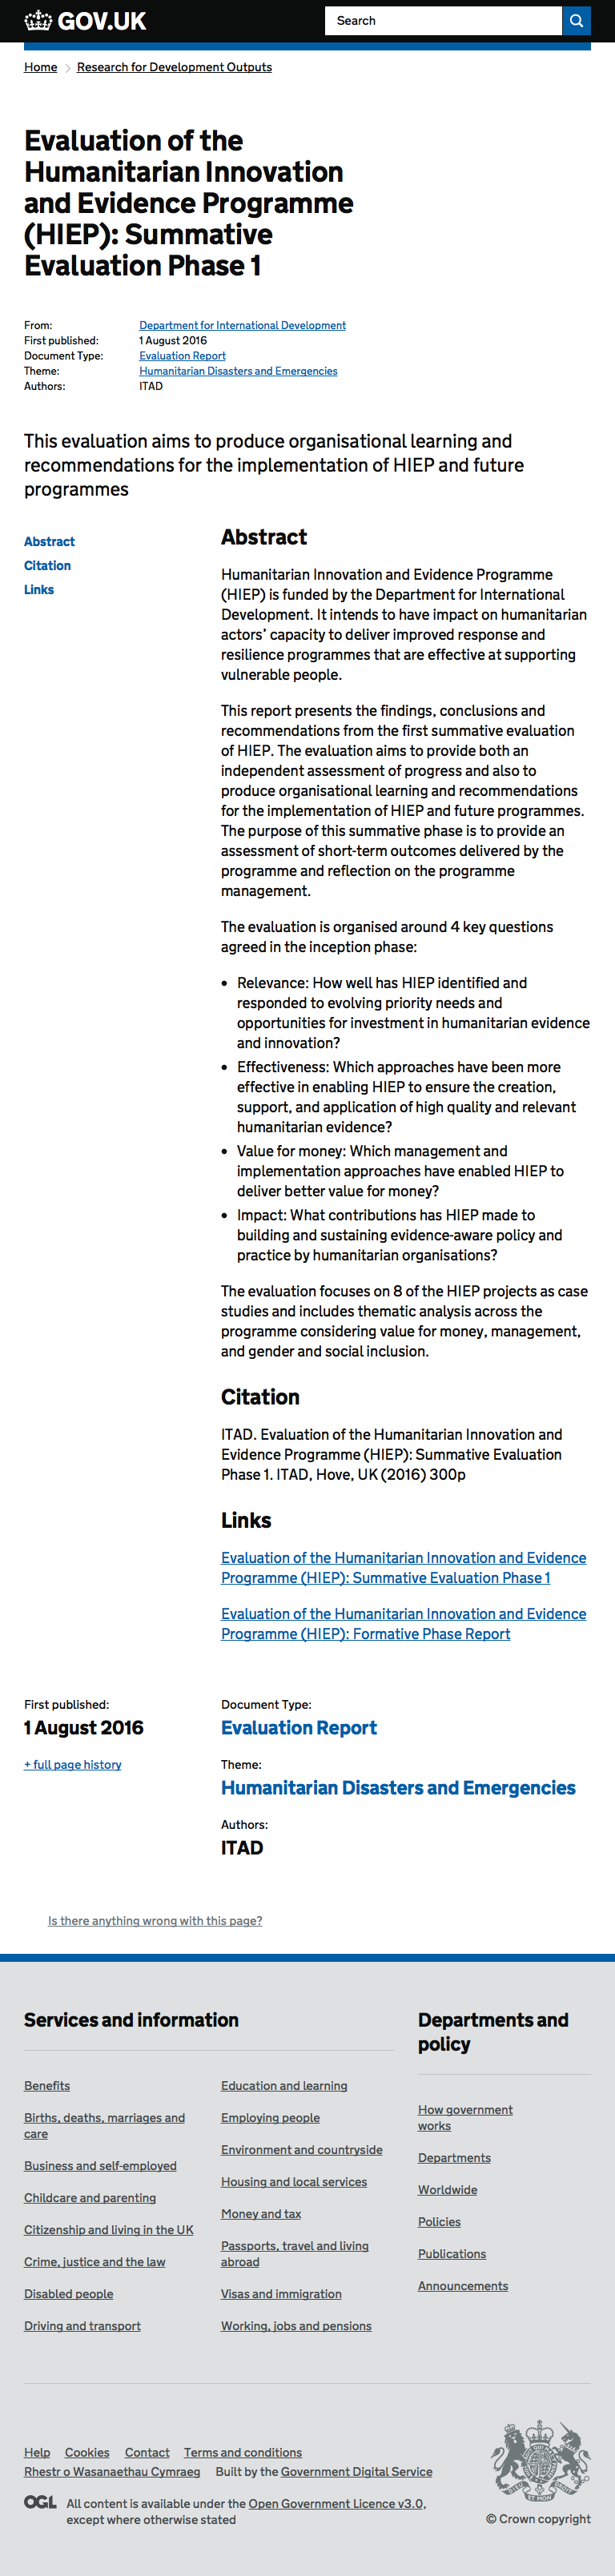 GOV.UK
Search
Home
Research for Development Outputs
Evaluation of the
Humanitarian Innovation
and Evidence Programme
(HIEP): Summative
Evaluation Phase 1
From: Department for International Development
First published: 1 August 2016
Document Type: Evaluation Report
Theme: Humanitarian Disasters and Emergencies
Authors: ITAD
This evaluation aims to produce organisational learning and
recommendations for the implementation of HIEP and future
programmes
Abstract
Citation
Links
Abstract
Humanitarian Innovation and Evidence Programme
(HIEP) is funded by the Department for International
Development. It intends to have impact on humanitarian
actors’ capacity to deliver improved response and
resilience programmes that are effective at supporting
vulnerable people.
This report presents the findings, conclusions and
recommendations from the first summative evaluation
of HIEP. The evaluation aims to provide both an
independent assessment of progress and also to
produce organisational learning and recommendations
for the implementation of HIEP and future programmes.
The purpose of this summative phase is to provide an
assessment of short-term outcomes delivered by the
programme and reflection on the programme
management.
The evaluation is organised around 4 key questions
agreed in the inception phase:
• Relevance: How well has HIEP identified and
responded to evolving priority needs and
opportunities for investment in humanitarian evidence
and innovation?
• Effectiveness: Which approaches have been more
effective in enabling HIEP to ensure the creation,
support, and application of high quality and relevant
humanitarian evidence?
• Value for money: Which management and
implementation approaches have enabled HIEP to
deliver better value for money?
• Impact: What contributions has HIEP made to
building and sustaining evidence-aware policy and
practice by humanitarian organisations?
The evaluation focuses on 8 of the HIEP projects as case
studies and includes thematic analysis across the
programme considering value for money, management,
and gender and social inclusion.
Citation
ITAD. Evaluation of the Humanitarian Innovation and
Evidence Programme (HIEP): Summative Evaluation
Phase 1. ITAD, Hove, UK (2016) 300p
Links
Evaluation of the Humanitarian Innovation and Evidence
Programme (HIEP): Summative Evaluation Phase 1
Evaluation of the Humanitarian Innovation and Evidence
Programme (HIEP): Formative Phase Report
First published:
1 August 2016
+ full page history
Document Type:
Evaluation Report
Theme:
Humanitarian Disasters and Emergencies
Authors:
ITAD
Is there anything wrong with this page?
Services and information
Benefits
Births, deaths, marriages and
care
Business and self-employed
Childcare and parenting
Citizenship and living in the UK
Crime, justice and the law
Disabled people
Driving and transport
Education and learning
Employing people
Environment and countryside
Housing and local services
Money and tax
Passports, travel and living
abroad
Visas and immigration
Working, jobs and pensions
Departments and
policy
How government
works
Departments
Worldwide
Policies
Publications
Announcements
Help Cookies Contact Terms and conditions
Rhestr o Wasanaethau Cymraeg Built by the Government Digital Service
OGL All content is available under the Open Government Licence v3.0,
except where otherwise stated
© Crown copyright